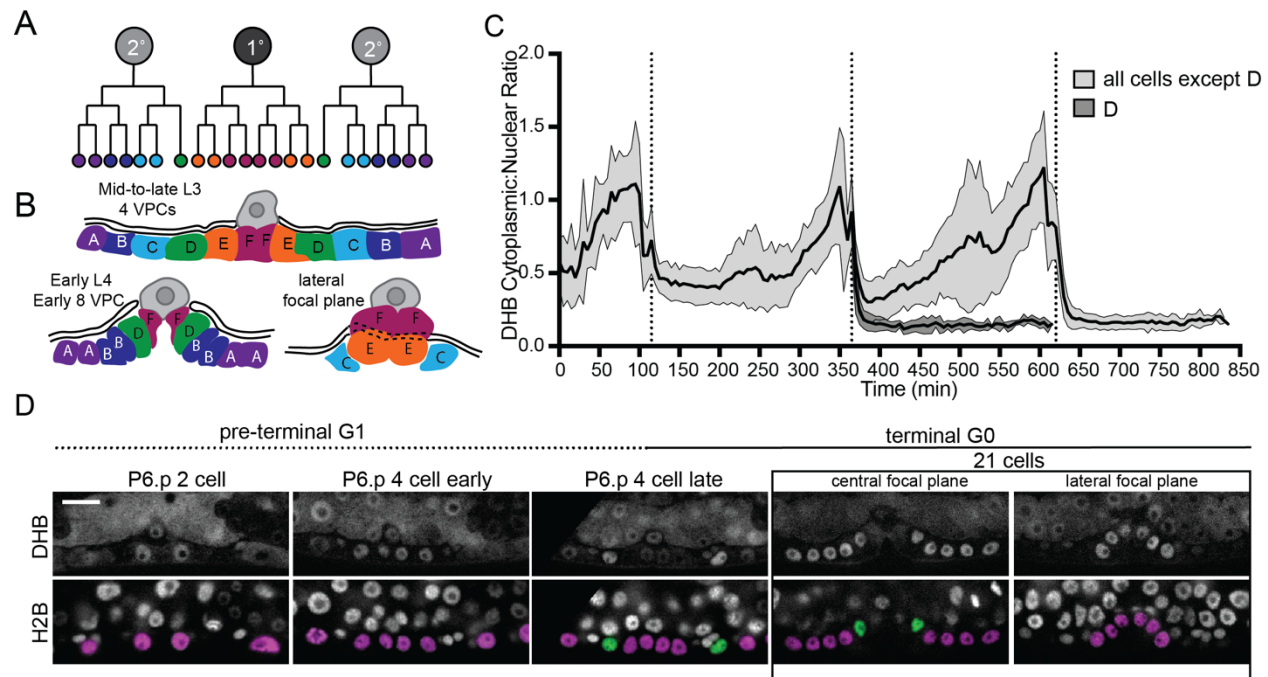 A
2° 1° 2°
B
Mid-to-late L3
4 VPCs
A B C D E F F E D C B A
Early L4
Early 8 VPC
F F
D D
B B
A A B B A A
lateral
focal plane
F F
E E
C C
C
DHB Cytoplasmic:Nuclear Ratio
2.0
1.5
1.0
0.5
0.0
0 50 100 150 200 250 300 350 400 450 500 550 600 650 700 750 800 850
Time (min)
all cells except D
D
D
pre-terminal G1
terminal G0
21 cells
P6.p 2 cell
P6.p 4 cell early
P6.p 4 cell late
central focal plane
lateral focal plane
DHB
H2B